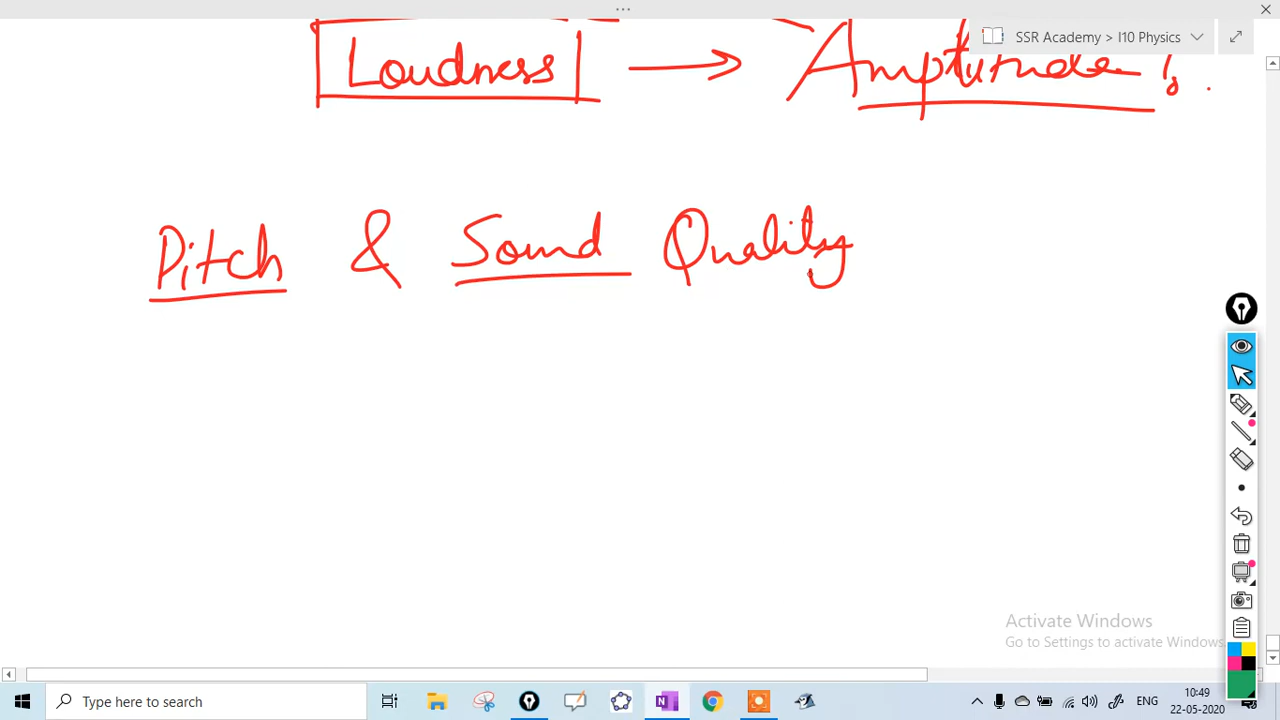 SSR Academy > I10 Physics
Loudness → Amplitude
Pitch & Sound Quality
Activate Windows
Go to Settings to activate Windows
Type here to search
ENG
10:49
22-05-2020